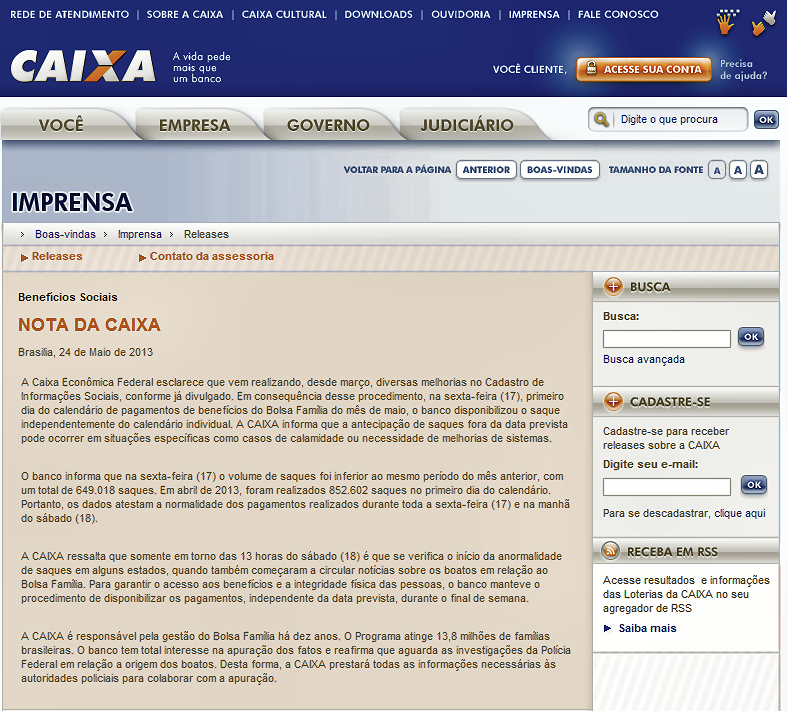 REDE DE ATENDIMENTO | SOBRE A CAIXA | CAIXA CULTURAL | DOWNLOADS | OUVIDORIA | IMPRENSA | FALE CONOSCO
CAIXA
A vida pede
mais que
um banco
VOCÊ CLIENTE,
ACESSE SUA CONTA
Precisa
de ajuda?
VOCÊ
EMPRESA
GOVERNO
JUDICIÁRIO
Digite o que procura
OK
VOLTAR PARA A PÁGINA ANTERIOR BOAS-VINDAS TAMANHO DA FONTE A A A
IMPRENSA
› Boas-vindas › Imprensa › Releases
Releases
Contato da assessoria
Benefícios Sociais
NOTA DA CAIXA
Brasília, 24 de Maio de 2013
A Caixa Econômica Federal esclarece que vem realizando, desde março, diversas melhorias no Cadastro de
Informações Sociais, conforme já divulgado. Em consequência desse procedimento, na sexta-feira (17), primeiro
dia do calendário de pagamentos de benefícios do Bolsa Família do mês de maio, o banco disponibilizou o saque
independentemente do calendário individual. A CAIXA informa que a antecipação de saques fora da data prevista
pode ocorrer em situações específicas como casos de calamidade ou necessidade de melhorias de sistemas.
O banco informa que na sexta-feira (17) o volume de saques foi inferior ao mesmo período do mês anterior, com
um total de 649.018 saques. Em abril de 2013, foram realizados 852.602 saques no primeiro dia do calendário.
Portanto, os dados atestam a normalidade dos pagamentos realizados durante toda a sexta-feira (17) e na manhã
do sábado (18).
A CAIXA ressalta que somente em torno das 13 horas do sábado (18) é que se verifica o início da anormalidade
de saques em alguns estados, quando também começaram a circular notícias sobre os boatos em relação ao
Bolsa Família. Para garantir o acesso aos benefícios e a integridade física das pessoas, o banco manteve o
procedimento de disponibilizar os pagamentos, independente da data prevista, durante o final de semana.
A CAIXA é responsável pela gestão do Bolsa Família há dez anos. O Programa atinge 13,8 milhões de famílias
brasileiras. O banco tem total interesse na apuração dos fatos e reafirma que aguarda as investigações da Polícia
Federal em relação a origem dos boatos. Desta forma, a CAIXA prestará todas as informações necessárias às
autoridades policiais para colaborar com a apuração.
BUSCA
Busca:
OK
Busca avançada
CADASTRE-SE
Cadastre-se para receber
releases sobre a CAIXA
Digite seu e-mail:
OK
Para se descadastrar, clique aqui
RECEBA EM RSS
Acesse resultados e informações
das Loterias da CAIXA no seu
agregador de RSS
Saiba mais